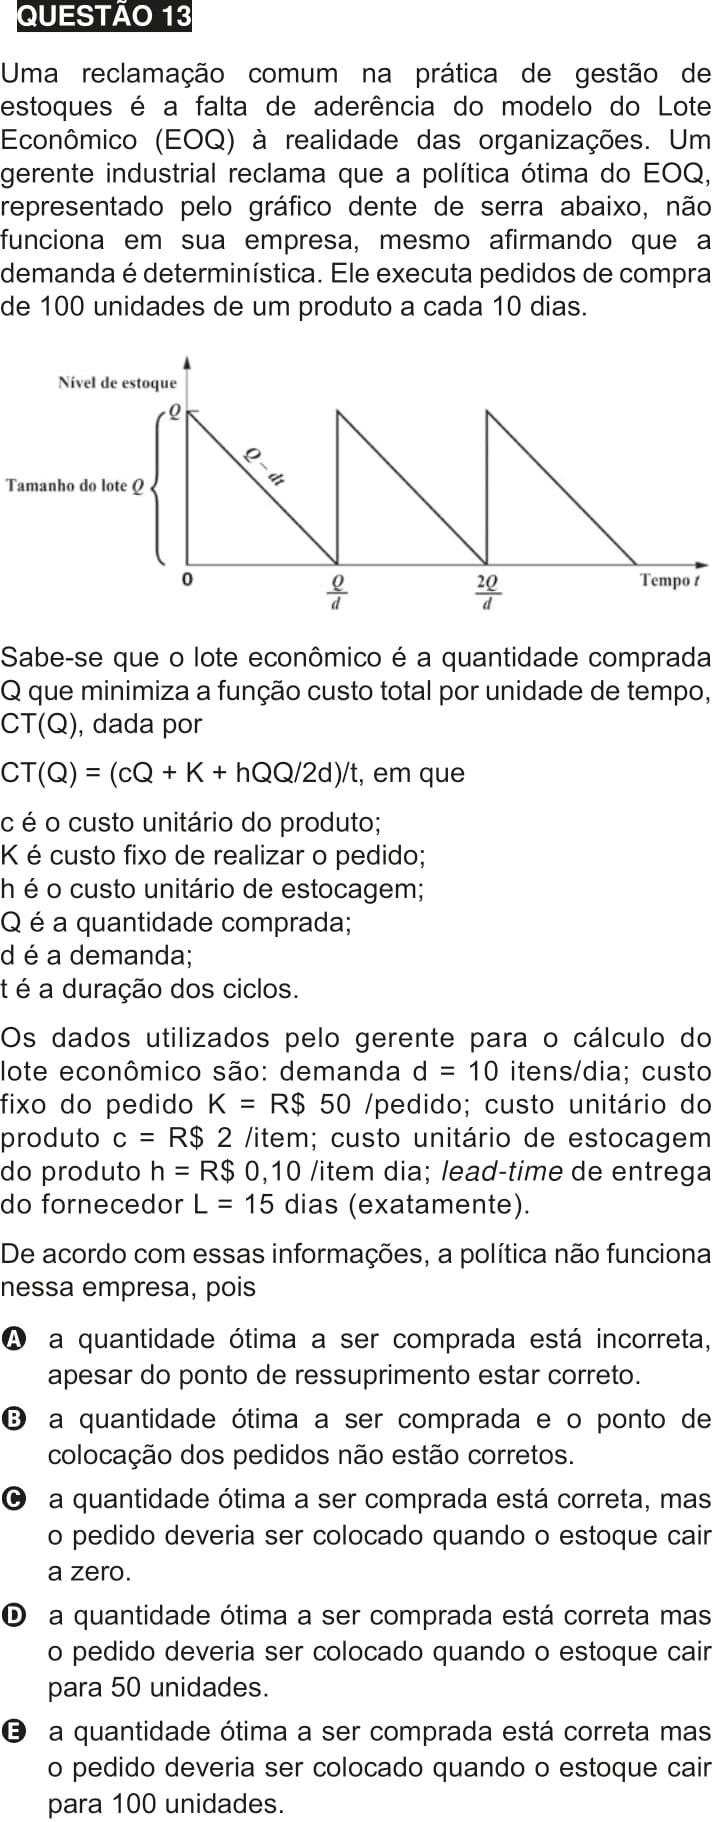 QUESTÃO 13
Uma reclamação comum na prática de gestão de
estoques é a falta de aderência do modelo do Lote
Econômico (EOQ) à realidade das organizações. Um
gerente industrial reclama que a política ótima do EOQ,
representado pelo gráfico dente de serra abaixo, não
funciona em sua empresa, mesmo afirmando que a
demanda é determinística. Ele executa pedidos de compra
de 100 unidades de um produto a cada 10 dias.
Nível de estoque
Q
Q – dt
Tamanho do lote Q
0
Q/d
2Q/d
Tempo t
Sabe-se que o lote econômico é a quantidade comprada
Q que minimiza a função custo total por unidade de tempo,
CT(Q), dada por
CT(Q) = (cQ + K + hQQ/2d)/t, em que
c é o custo unitário do produto;
K é custo fixo de realizar o pedido;
h é o custo unitário de estocagem;
Q é a quantidade comprada;
d é a demanda;
t é a duração dos ciclos.
Os dados utilizados pelo gerente para o cálculo do
lote econômico são: demanda d = 10 itens/dia; custo
fixo do pedido K = R$ 50 /pedido; custo unitário do
produto c = R$ 2 /item; custo unitário de estocagem
do produto h = R$ 0,10 /item dia; lead-time de entrega
do fornecedor L = 15 dias (exatamente).
De acordo com essas informações, a política não funciona
nessa empresa, pois
A a quantidade ótima a ser comprada está incorreta,
apesar do ponto de ressuprimento estar correto.
B a quantidade ótima a ser comprada e o ponto de
colocação dos pedidos não estão corretos.
C a quantidade ótima a ser comprada está correta, mas
o pedido deveria ser colocado quando o estoque cair
a zero.
D a quantidade ótima a ser comprada está correta mas
o pedido deveria ser colocado quando o estoque cair
para 50 unidades.
E a quantidade ótima a ser comprada está correta mas
o pedido deveria ser colocado quando o estoque cair
para 100 unidades.